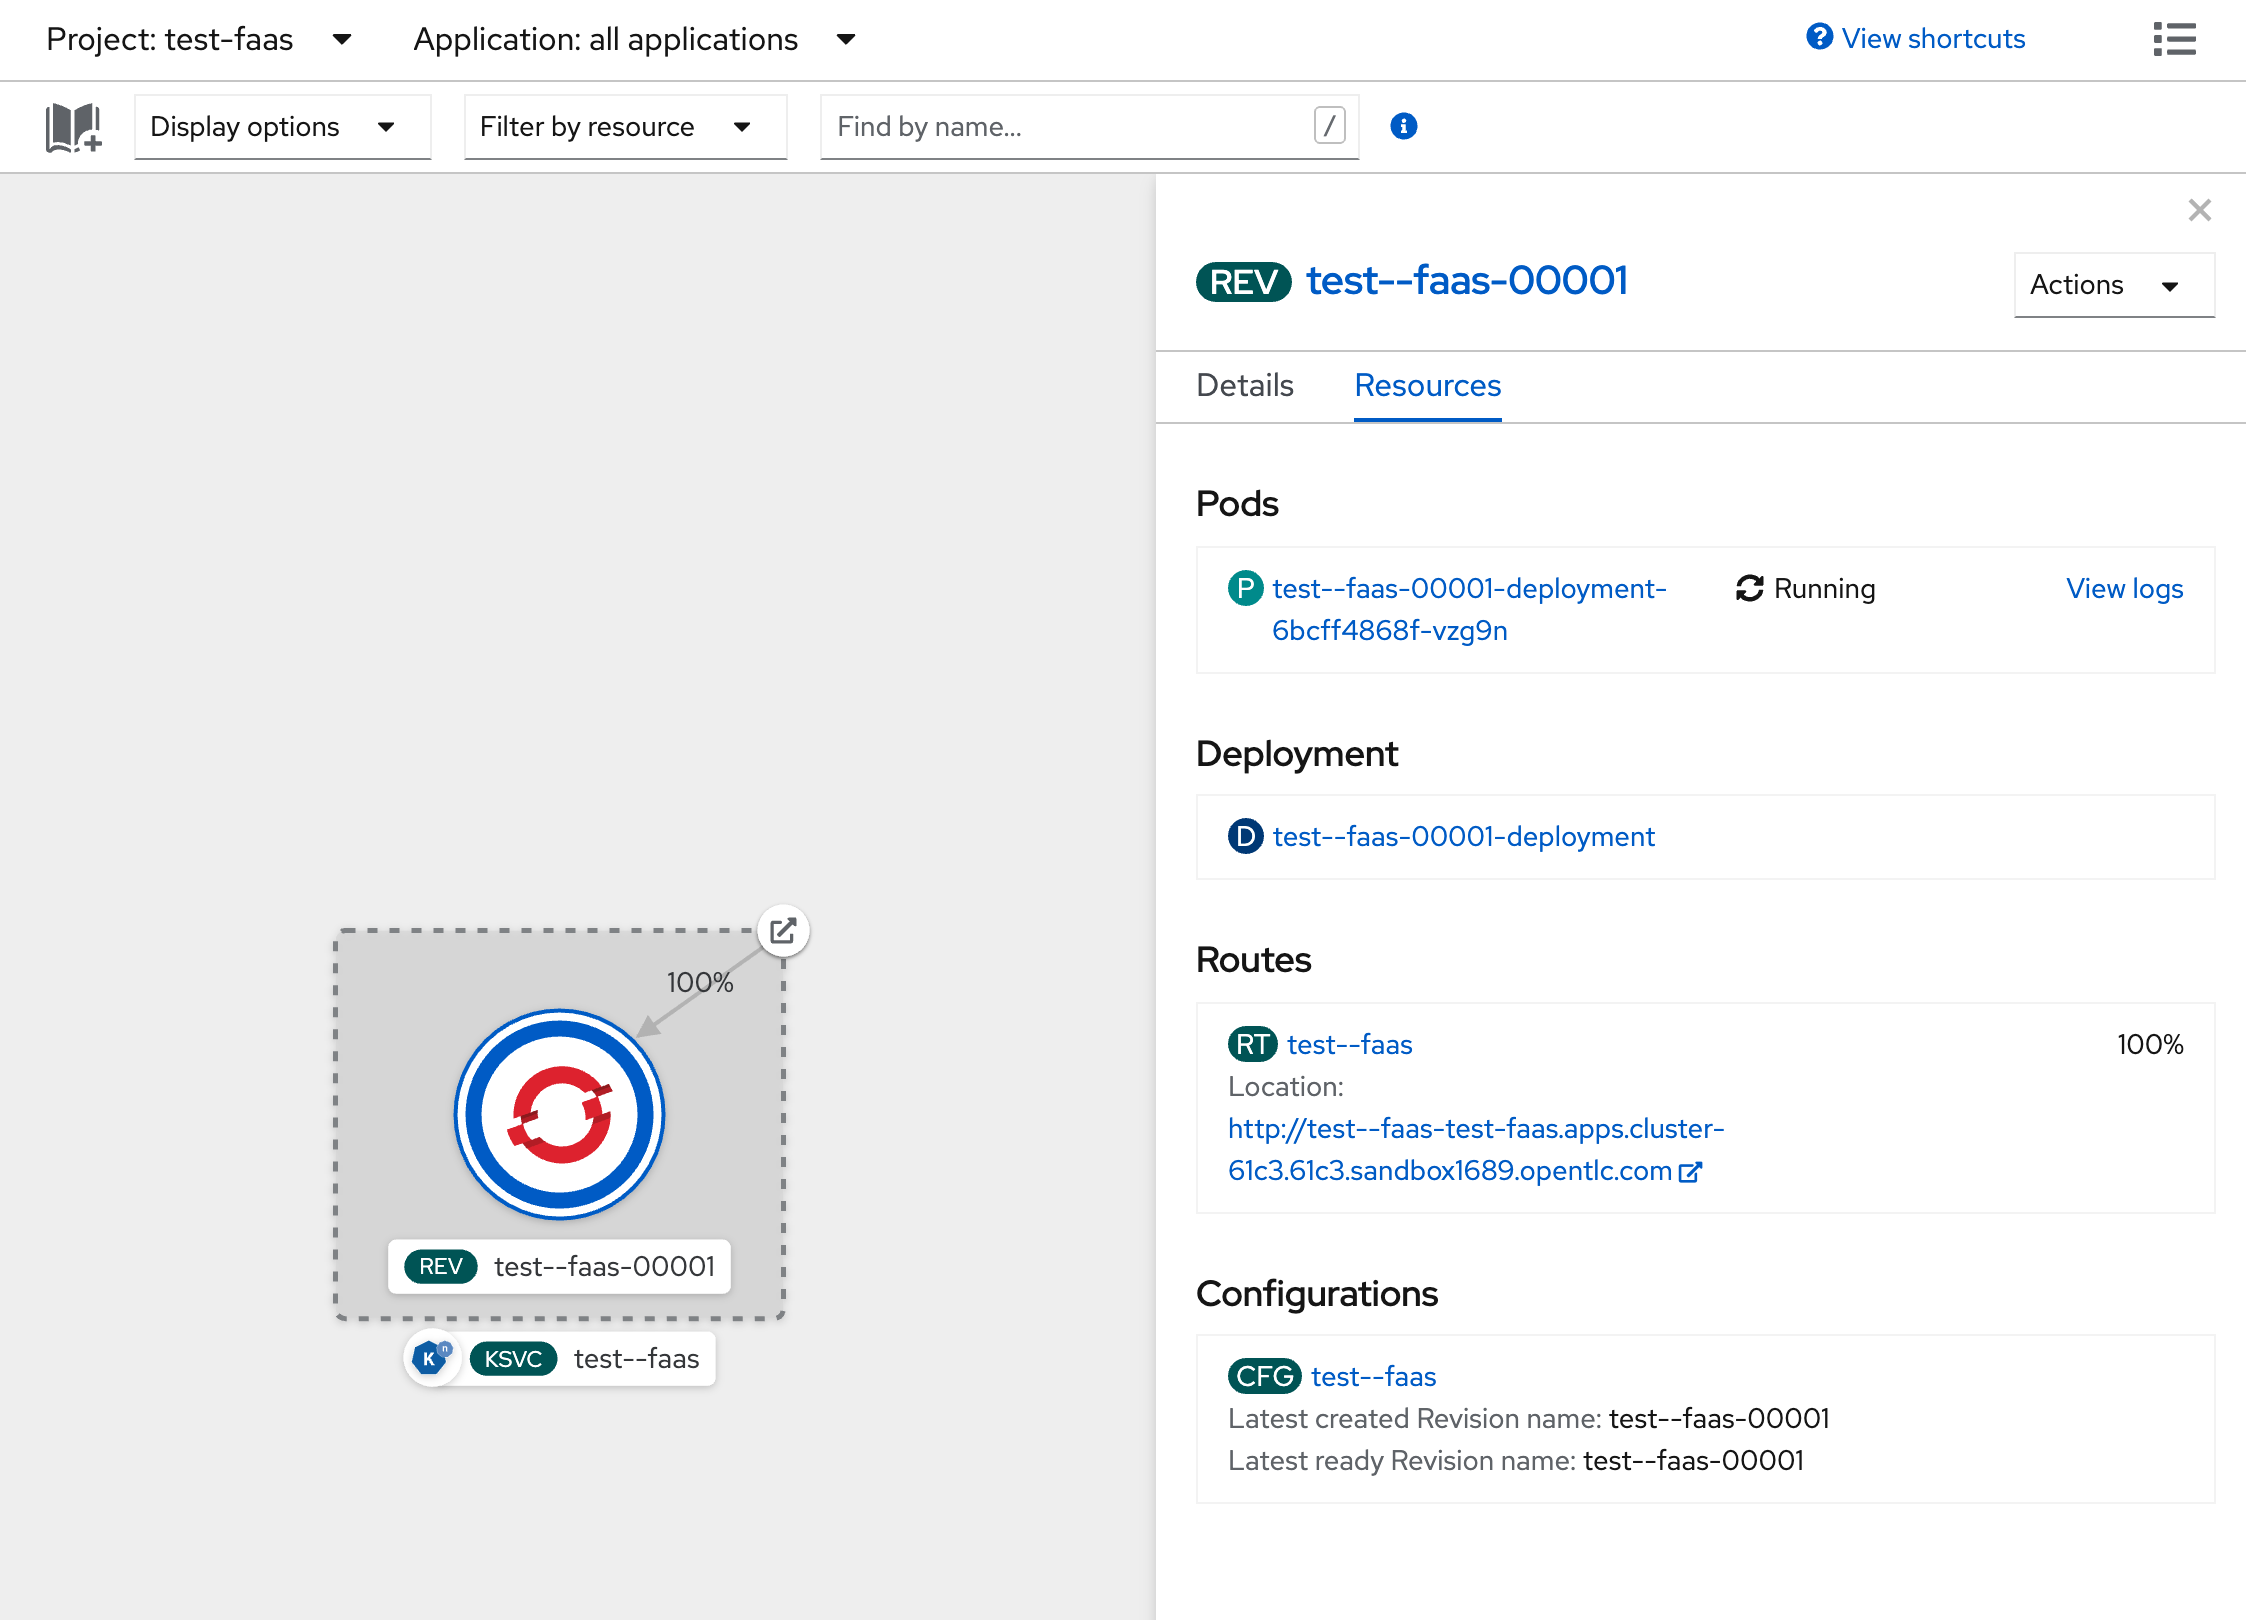 Project: test-faas
Application: all applications
View shortcuts
Display options
Filter by resource
Find by name...
/
REV test--faas-00001
Actions
Details
Resources
Pods
P test--faas-00001-deployment-
6bcff4868f-vzg9n
Running
View logs
Deployment
D test--faas-00001-deployment
Routes
RT test--faas
100%
Location:
http://test--faas-test-faas.apps.cluster-
61c3.61c3.sandbox1689.opentlc.com
Configurations
CFG test--faas
Latest created Revision name: test--faas-00001
Latest ready Revision name: test--faas-00001
100%
REV test--faas-00001
K n KSVC test--faas